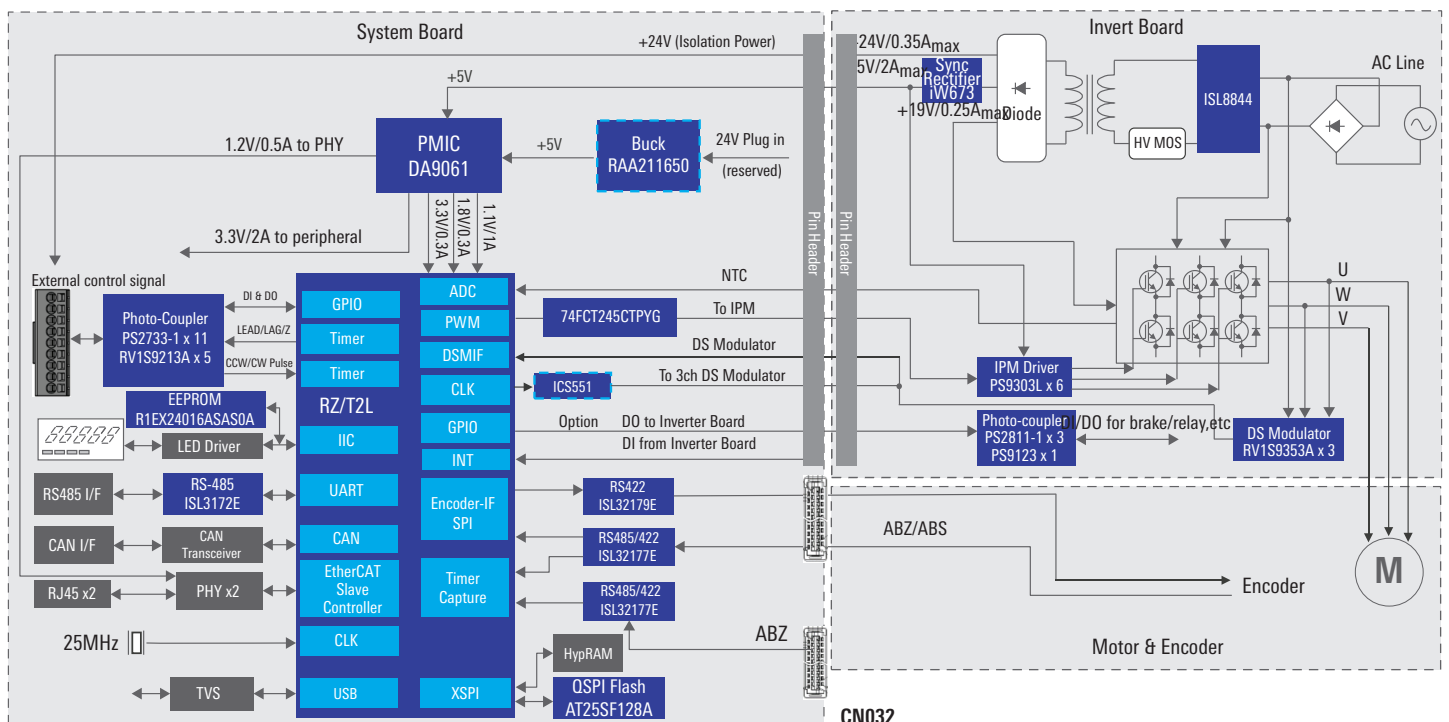 System Board
Invert Board
+24V (Isolation Power)
-24V/0.35Amax
5V/2Amax
Sync
Rectifier
iW673
+19V/0.25Amax
Diode
HV MOS
ISL8844
AC Line
+5V
1.2V/0.5A to PHY
PMIC
DA9061
+5V
Buck
RAA211650
24V Plug in
(reserved)
3.3V/0.3A
1.8V/0.3A
1.1V/1A
3.3V/2A to peripheral
Pin Header
Pin Header
External control signal
Photo-Coupler
PS2733-1 x 11
RV1S9213A x 5
DI & DO
LEAD/LAG/Z
CCW/CW Pulse
GPIO
Timer
Timer
RZ/T2L
IIC
UART
CAN
EtherCAT
Slave
Controller
CLK
USB
ADC
PWM
DSMIF
CLK
GPIO
INT
Encoder-IF
SPI
Timer
Capture
XSPI
EEPROM
R1EX24016ASAS0A
LED Driver
RS485 I/F
RS-485
ISL3172E
CAN I/F
CAN
Transceiver
RJ45 x2
PHY x2
25MHz
TVS
NTC
74FCT245CTPYG
To IPM
DS Modulator
ICS551
To 3ch DS Modulator
Option
DO to Inverter Board
DI from Inverter Board
RS422
ISL32179E
RS485/422
ISL32177E
RS485/422
ISL32177E
ABZ/ABS
ABZ
HypRAM
QSPI Flash
AT25SF128A
U
W
V
IPM Driver
PS9303L x 6
Photo-coupler
PS2811-1 x 3
PS9123 x 1
DI/DO for brake/relay,etc
DS Modulator
RV1S9353A x 3
Encoder
M
Motor & Encoder
CN032